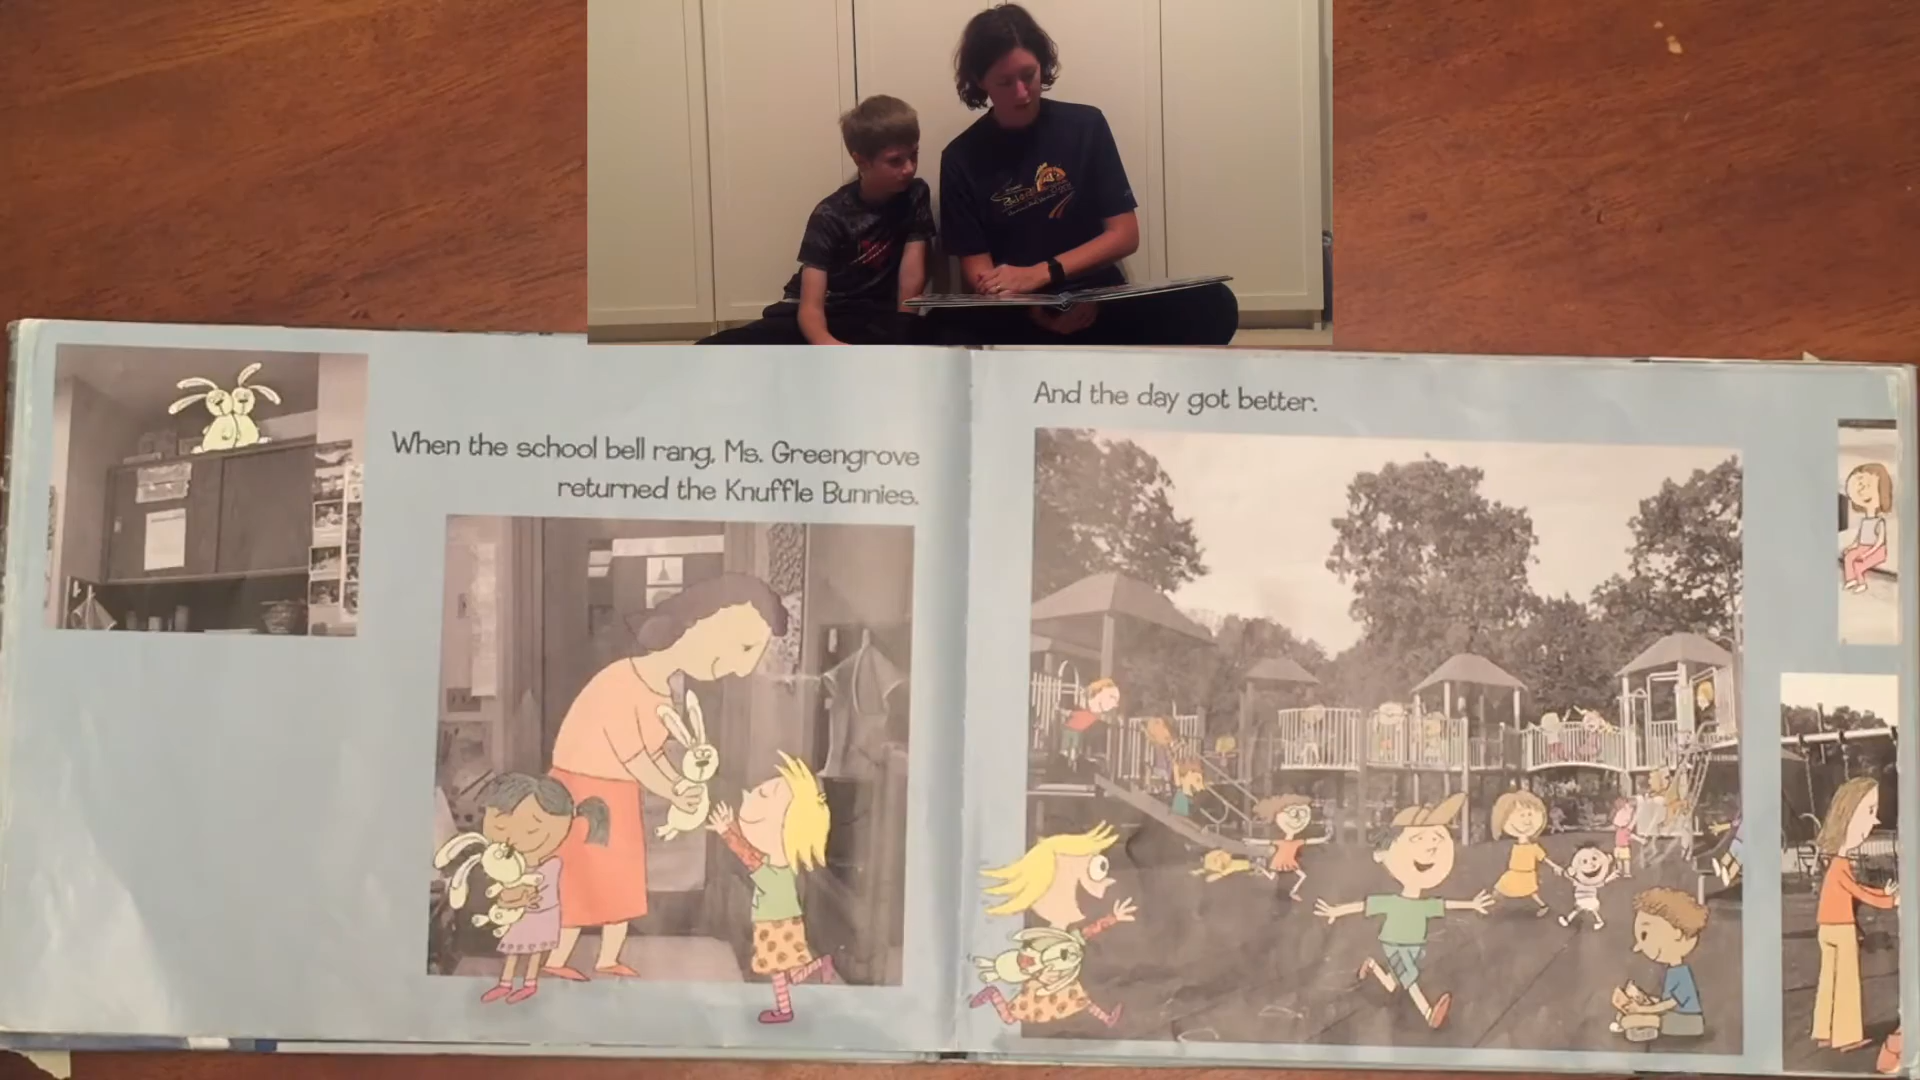 When the school bell rang, Ms. Greengrove
returned the Knuffle Bunnies.
And the day got better.